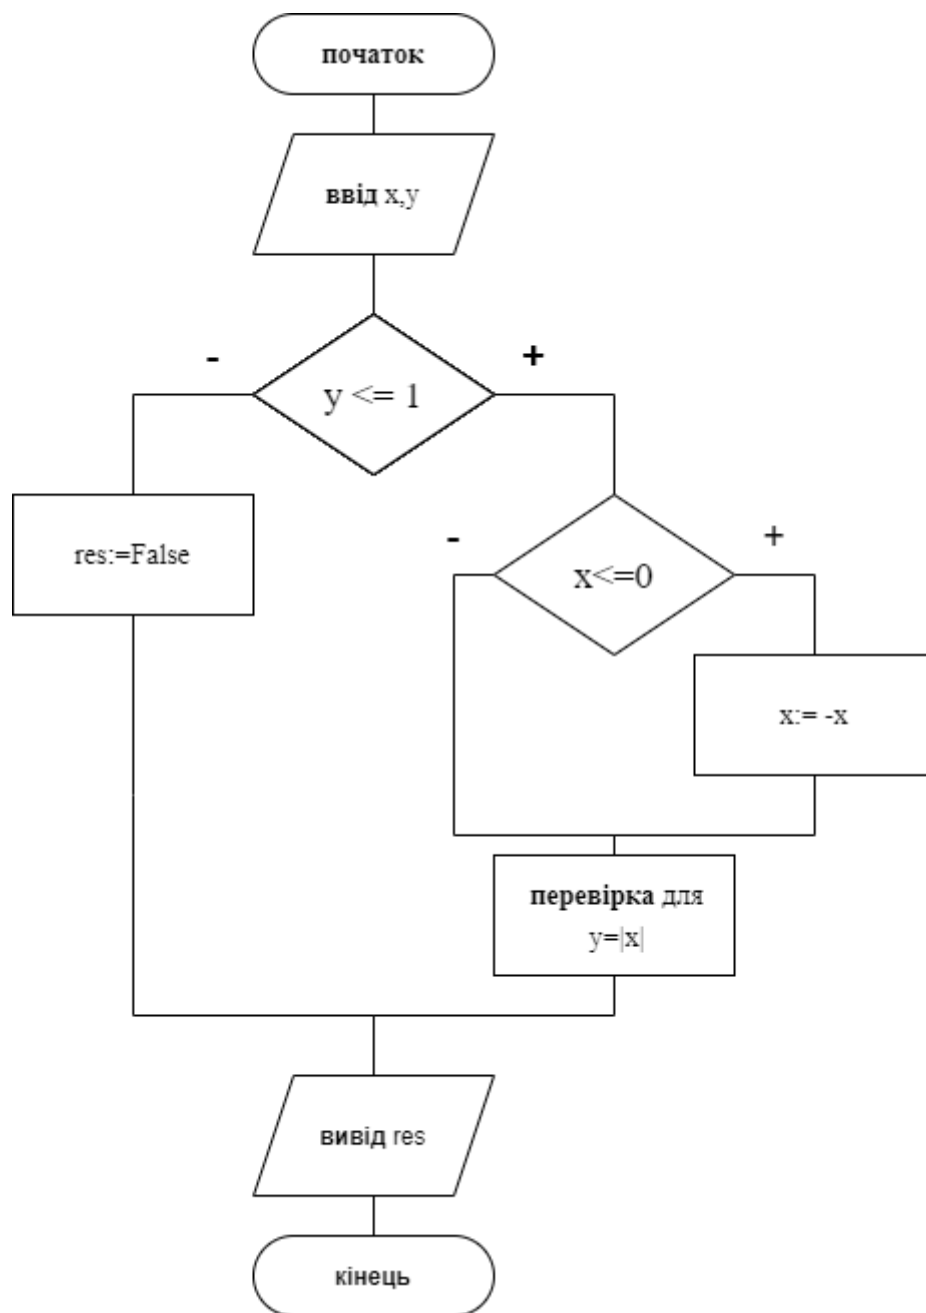 початок
ввід x,y
- +
y <= 1
res:=False
- +
x<=0
x:= -x
перевірка для
y=|x|
вивід res
кінець